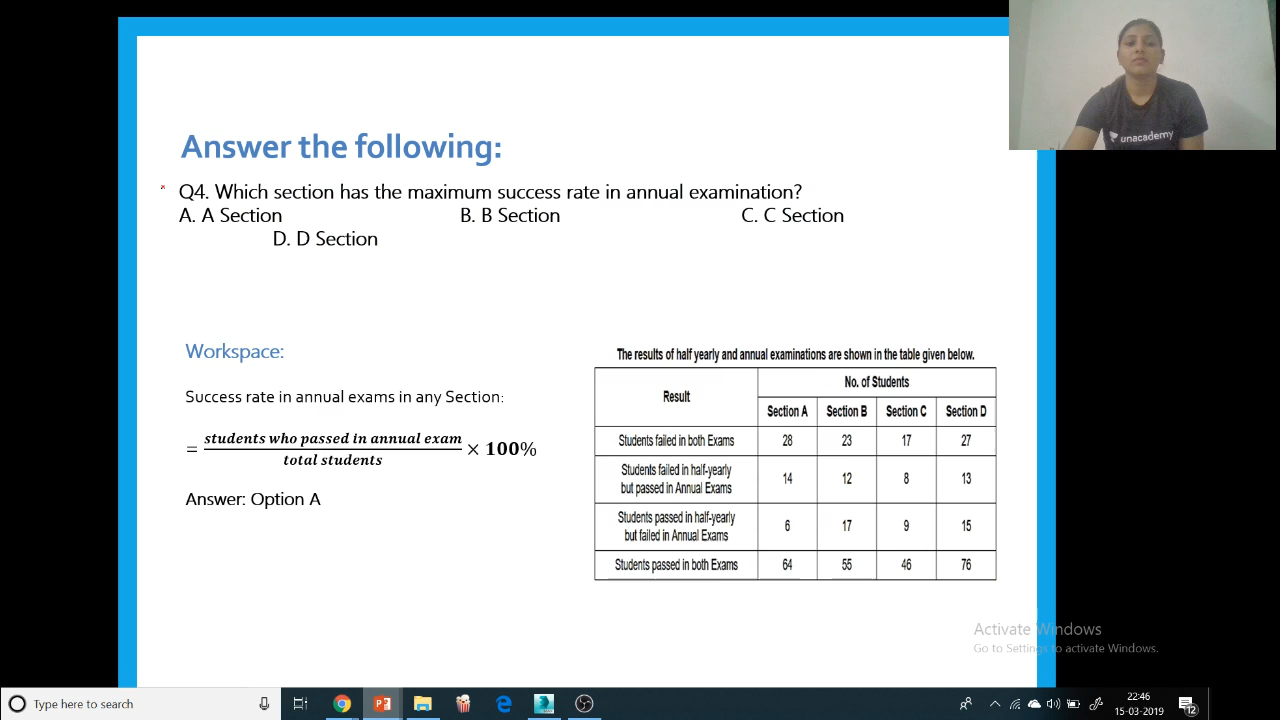 unacademy
Answer the following:
Q4. Which section has the maximum success rate in annual examination?
A. A Section B. B Section C. C Section
D. D Section
Workspace:
Success rate in annual exams in any Section:
= students who passed in annual exam / total students × 100%
Answer: Option A
The results of half yearly and annual examinations are shown in the table given below.
Result No. of Students
Section A Section B Section C Section D
Students failed in both Exams 28 23 17 27
Students failed in half-yearly
but passed in Annual Exams 14 12 8 13
Students passed in half-yearly
but failed in Annual Exams 6 17 9 15
Students passed in both Exams 64 55 46 76
Activate Windows
Go to Settings to activate Windows.
Type here to search
22:46
15-03-2019
12